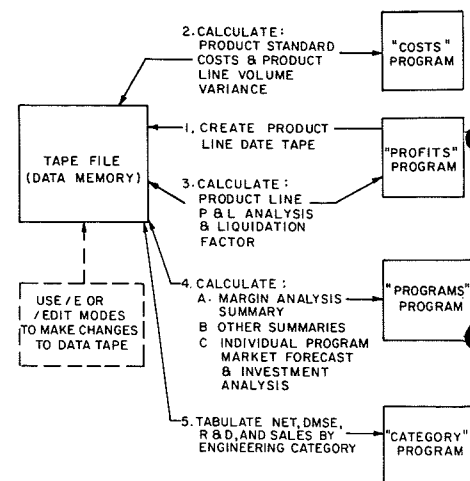 2. CALCULATE:
PRODUCT STANDARD
COSTS & PRODUCT
LINE VOLUME
VARIANCE
"COSTS"
PROGRAM
1. CREATE PRODUCT
LINE DATE TAPE
TAPE FILE
(DATA MEMORY)
"PROFITS"
PROGRAM
3. CALCULATE:
PRODUCT LINE
P & L ANALYSIS
& LIQUIDATION
FACTOR
USE /E OR
/EDIT MODES
TO MAKE CHANGES
TO DATA TAPE
4. CALCULATE:
A. MARGIN ANALYSIS
SUMMARY
B OTHER SUMMARIES
C INDIVIDUAL PROGRAM
MARKET FORECAST
& INVESTMENT
ANALYSIS
"PROGRAMS"
PROGRAM
5. TABULATE NET, DMSE,
R & D, AND SALES BY
ENGINEERING CATEGORY
"CATEGORY"
PROGRAM